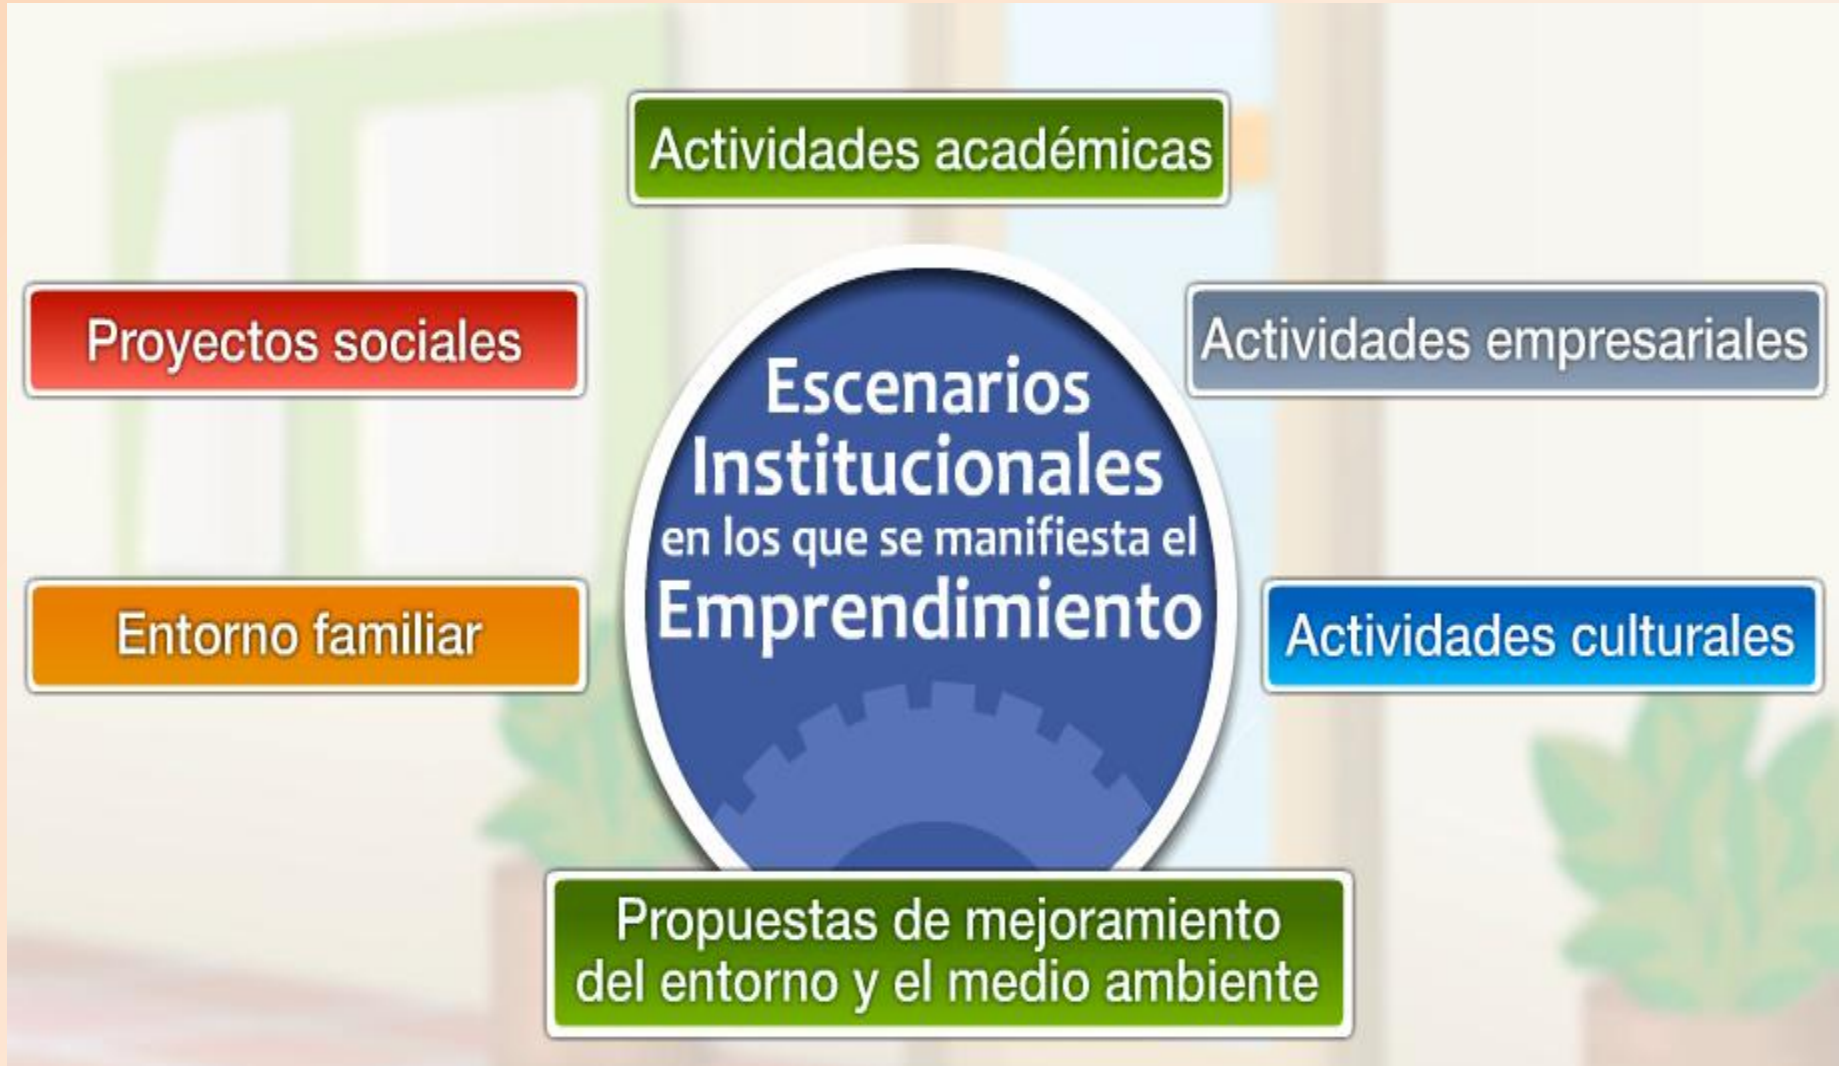 Actividades académicas
Proyectos sociales
Actividades empresariales
Escenarios
Institucionales
en los que se manifiesta el
Emprendimiento
Entorno familiar
Actividades culturales
Propuestas de mejoramiento
del entorno y el medio ambiente